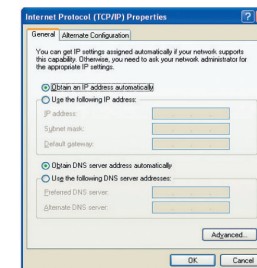 Internet Protocol (TCP/IP) Properties
General
Alternate Configuration
You can get IP settings assigned automatically if your network supports
this capability. Otherwise, you need to ask your network administrator for
the appropriate IP settings.
Obtain an IP address automatically
Use the following IP address:
IP address:
Subnet mask:
Default gateway:
Obtain DNS server address automatically
Use the following DNS server addresses:
Preferred DNS server:
Alternate DNS server:
Advanced...
OK
Cancel